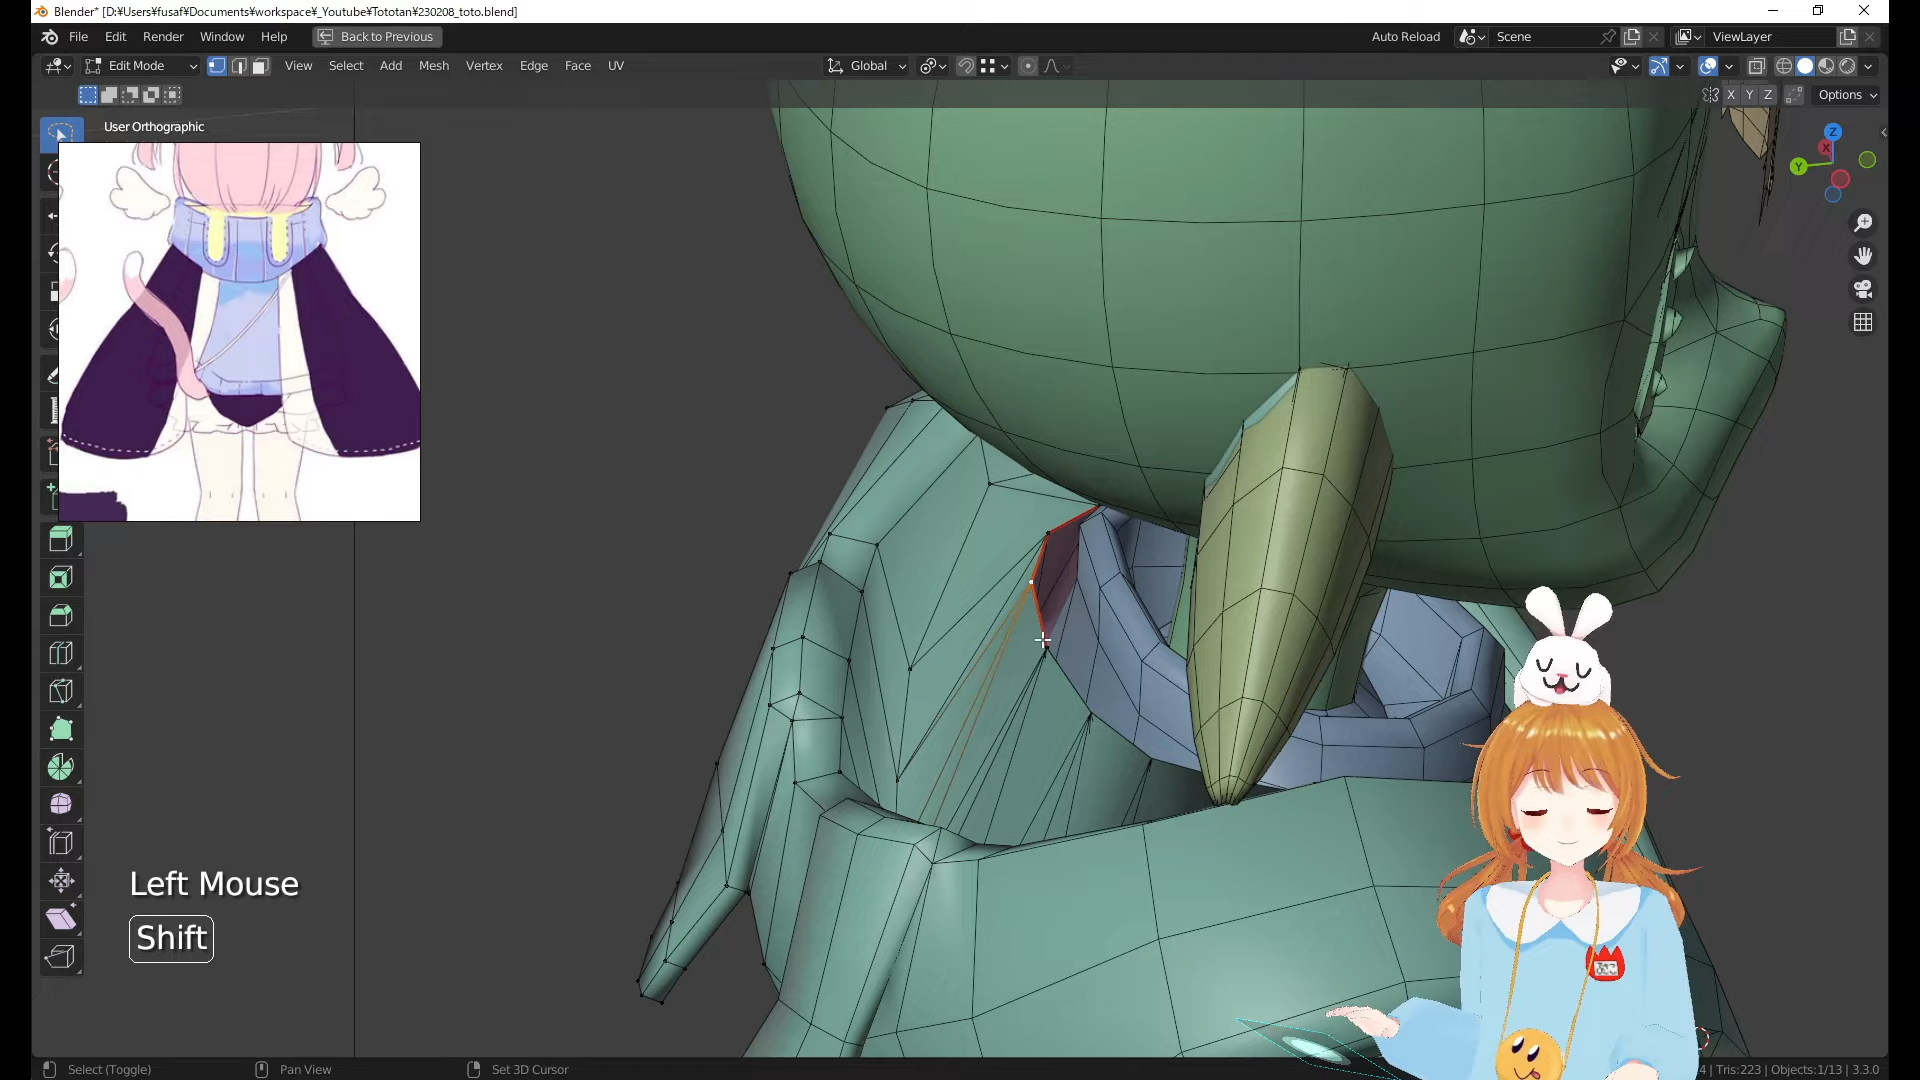 Blender* [D:¥Users¥fusaf¥Documents¥workspace¥_Youtube¥Tototan¥230208_toto.blend]
File Edit Render Window Help Back to Previous Auto Reload Scene ViewLayer
Edit Mode View Select Add Mesh Vertex Edge Face UV Global
X Y Z Options
User Orthographic
Z
X
Y
Left Mouse
Shift
Select (Toggle) Pan View Set 3D Cursor 4 | Tris:223 | Objects:1/13 | 3.3.0